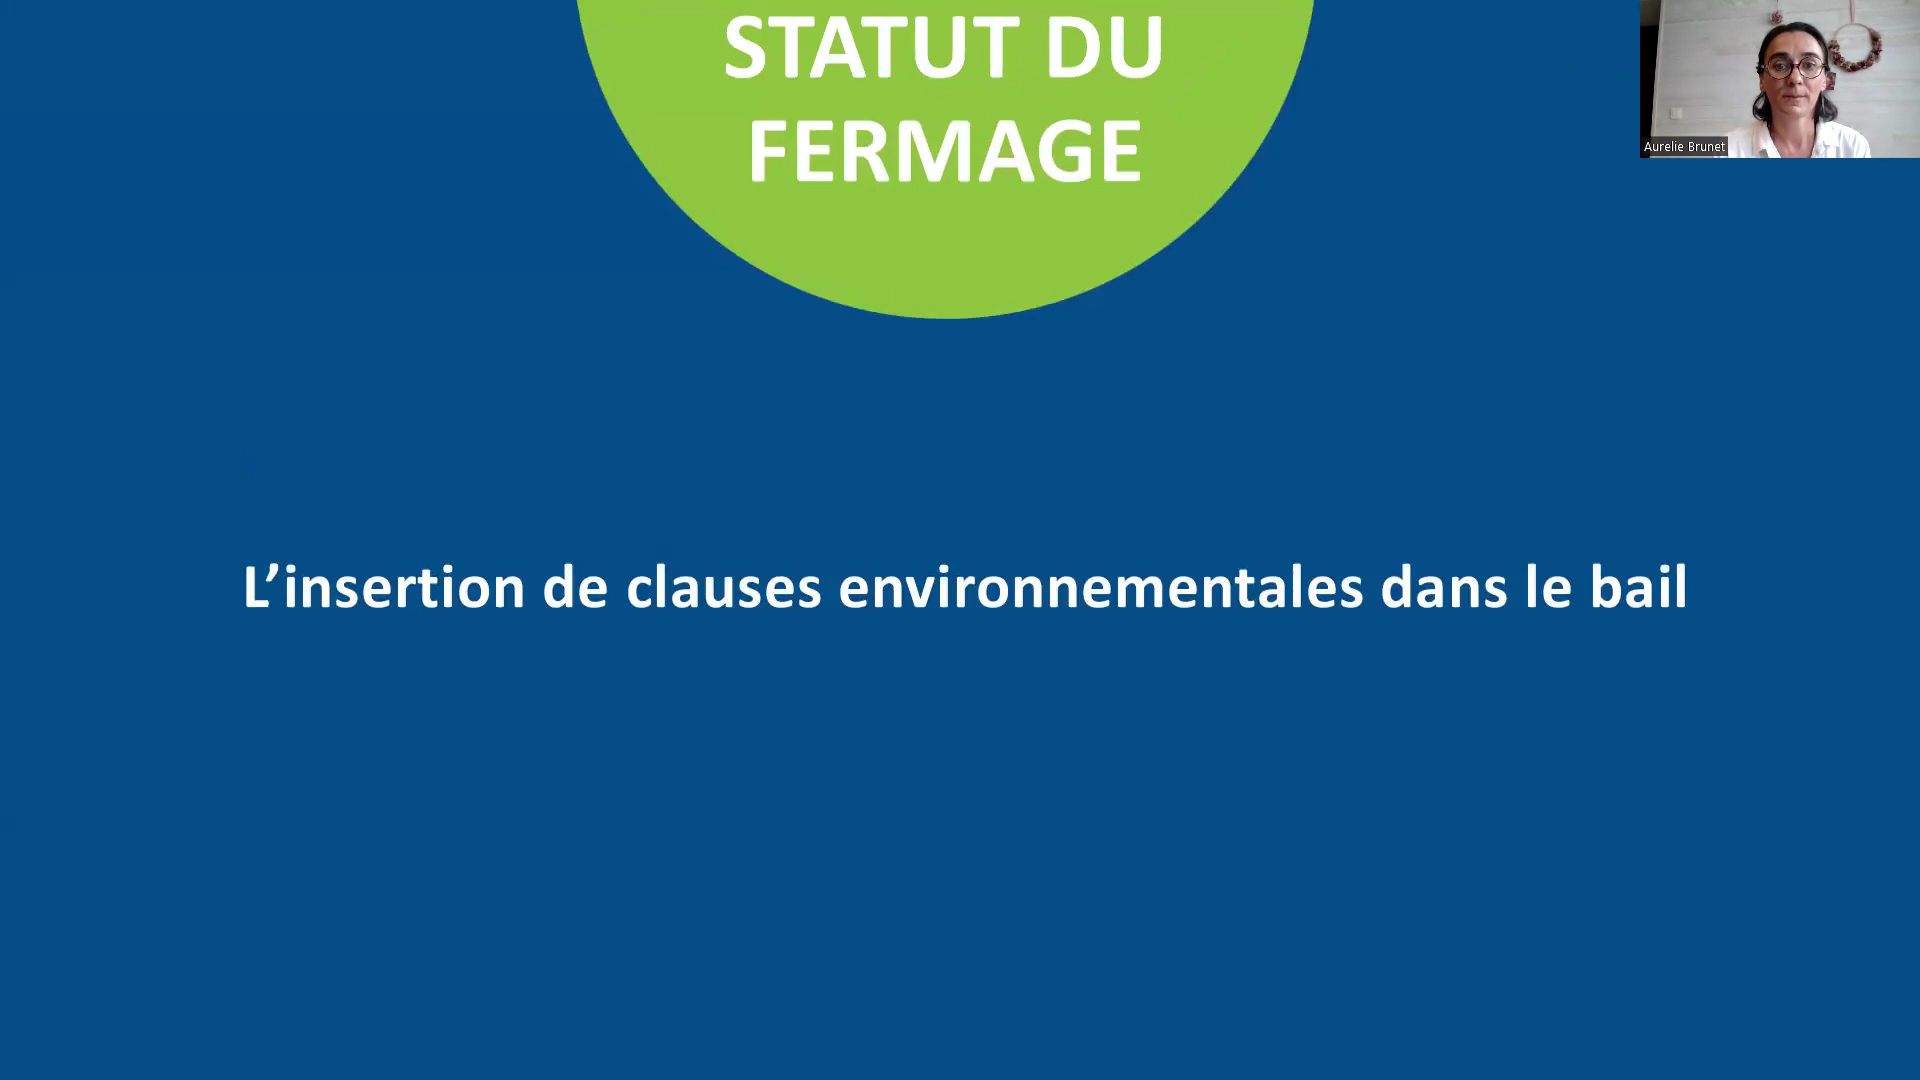 STATUT DU
FERMAGE
Aurelie Brunet
L’insertion de clauses environnementales dans le bail